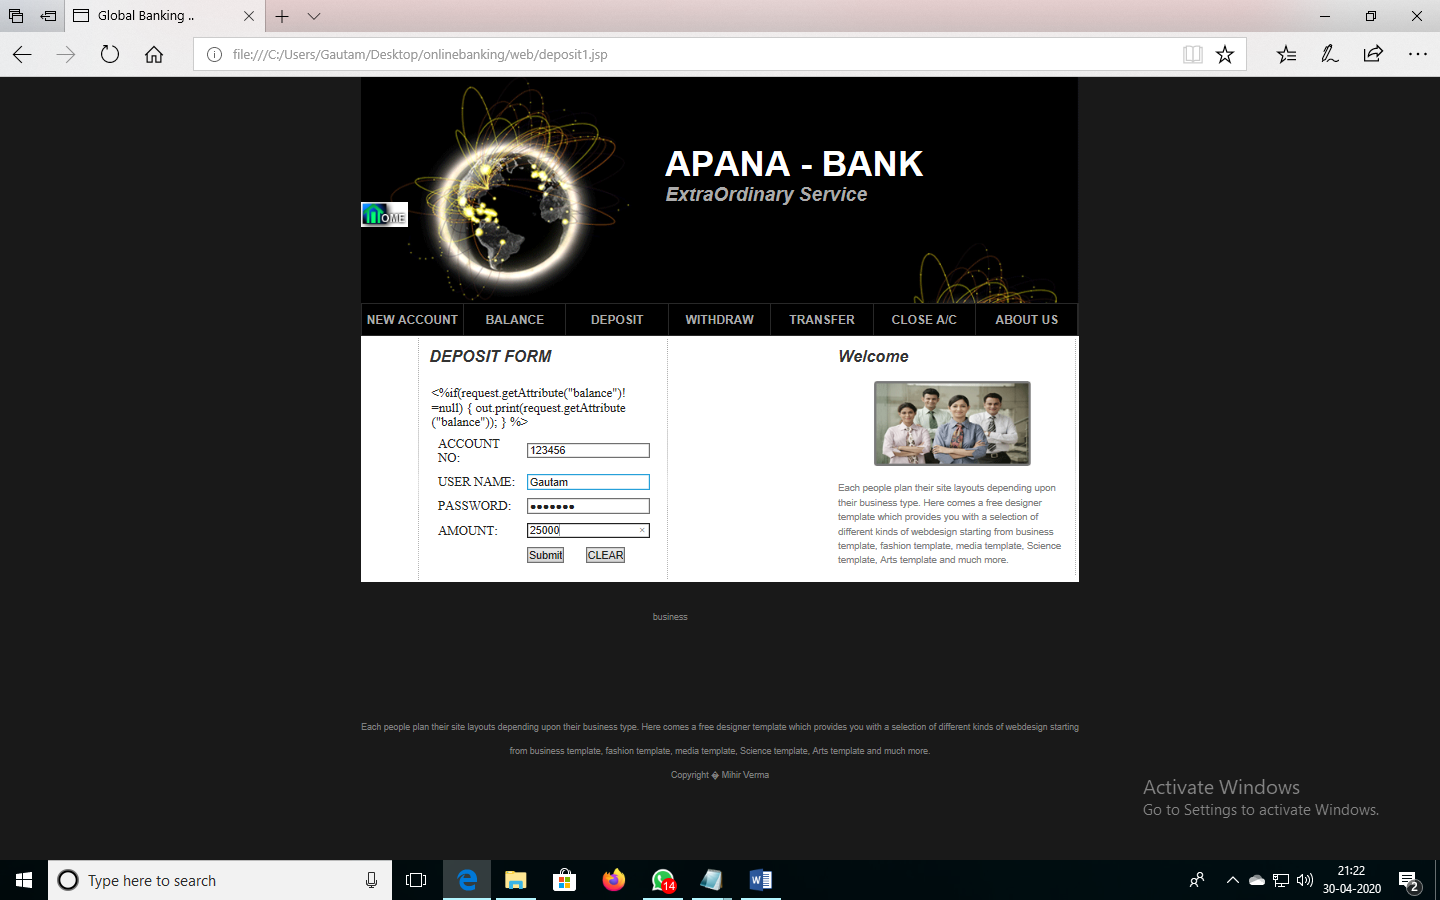 Global Banking ..
file:///C:/Users/Gautam/Desktop/onlinebanking/web/deposit1.jsp
APANA - BANK
ExtraOrdinary Service
HOME
NEW ACCOUNT BALANCE DEPOSIT WITHDRAW TRANSFER CLOSE A/C ABOUT US
DEPOSIT FORM
<%if(request.getAttribute("balance")!
=null) { out.print(request.getAttribute
("balance")); } %>
ACCOUNT
NO:
123456
USER NAME: Gautam
PASSWORD: •••••••
AMOUNT: 25000
Submit CLEAR
Welcome
Each people plan their site layouts depending upon
their business type. Here comes a free designer
template which provides you with a selection of
different kinds of webdesign starting from business
template, fashion template, media template, Science
template, Arts template and much more.
business
Each people plan their site layouts depending upon their business type. Here comes a free designer template which provides you with a selection of different kinds of webdesign starting
from business template, fashion template, media template, Science template, Arts template and much more.
Copyright � Mihir Verma
Activate Windows
Go to Settings to activate Windows.
Type here to search
14
21:22
30-04-2020
2